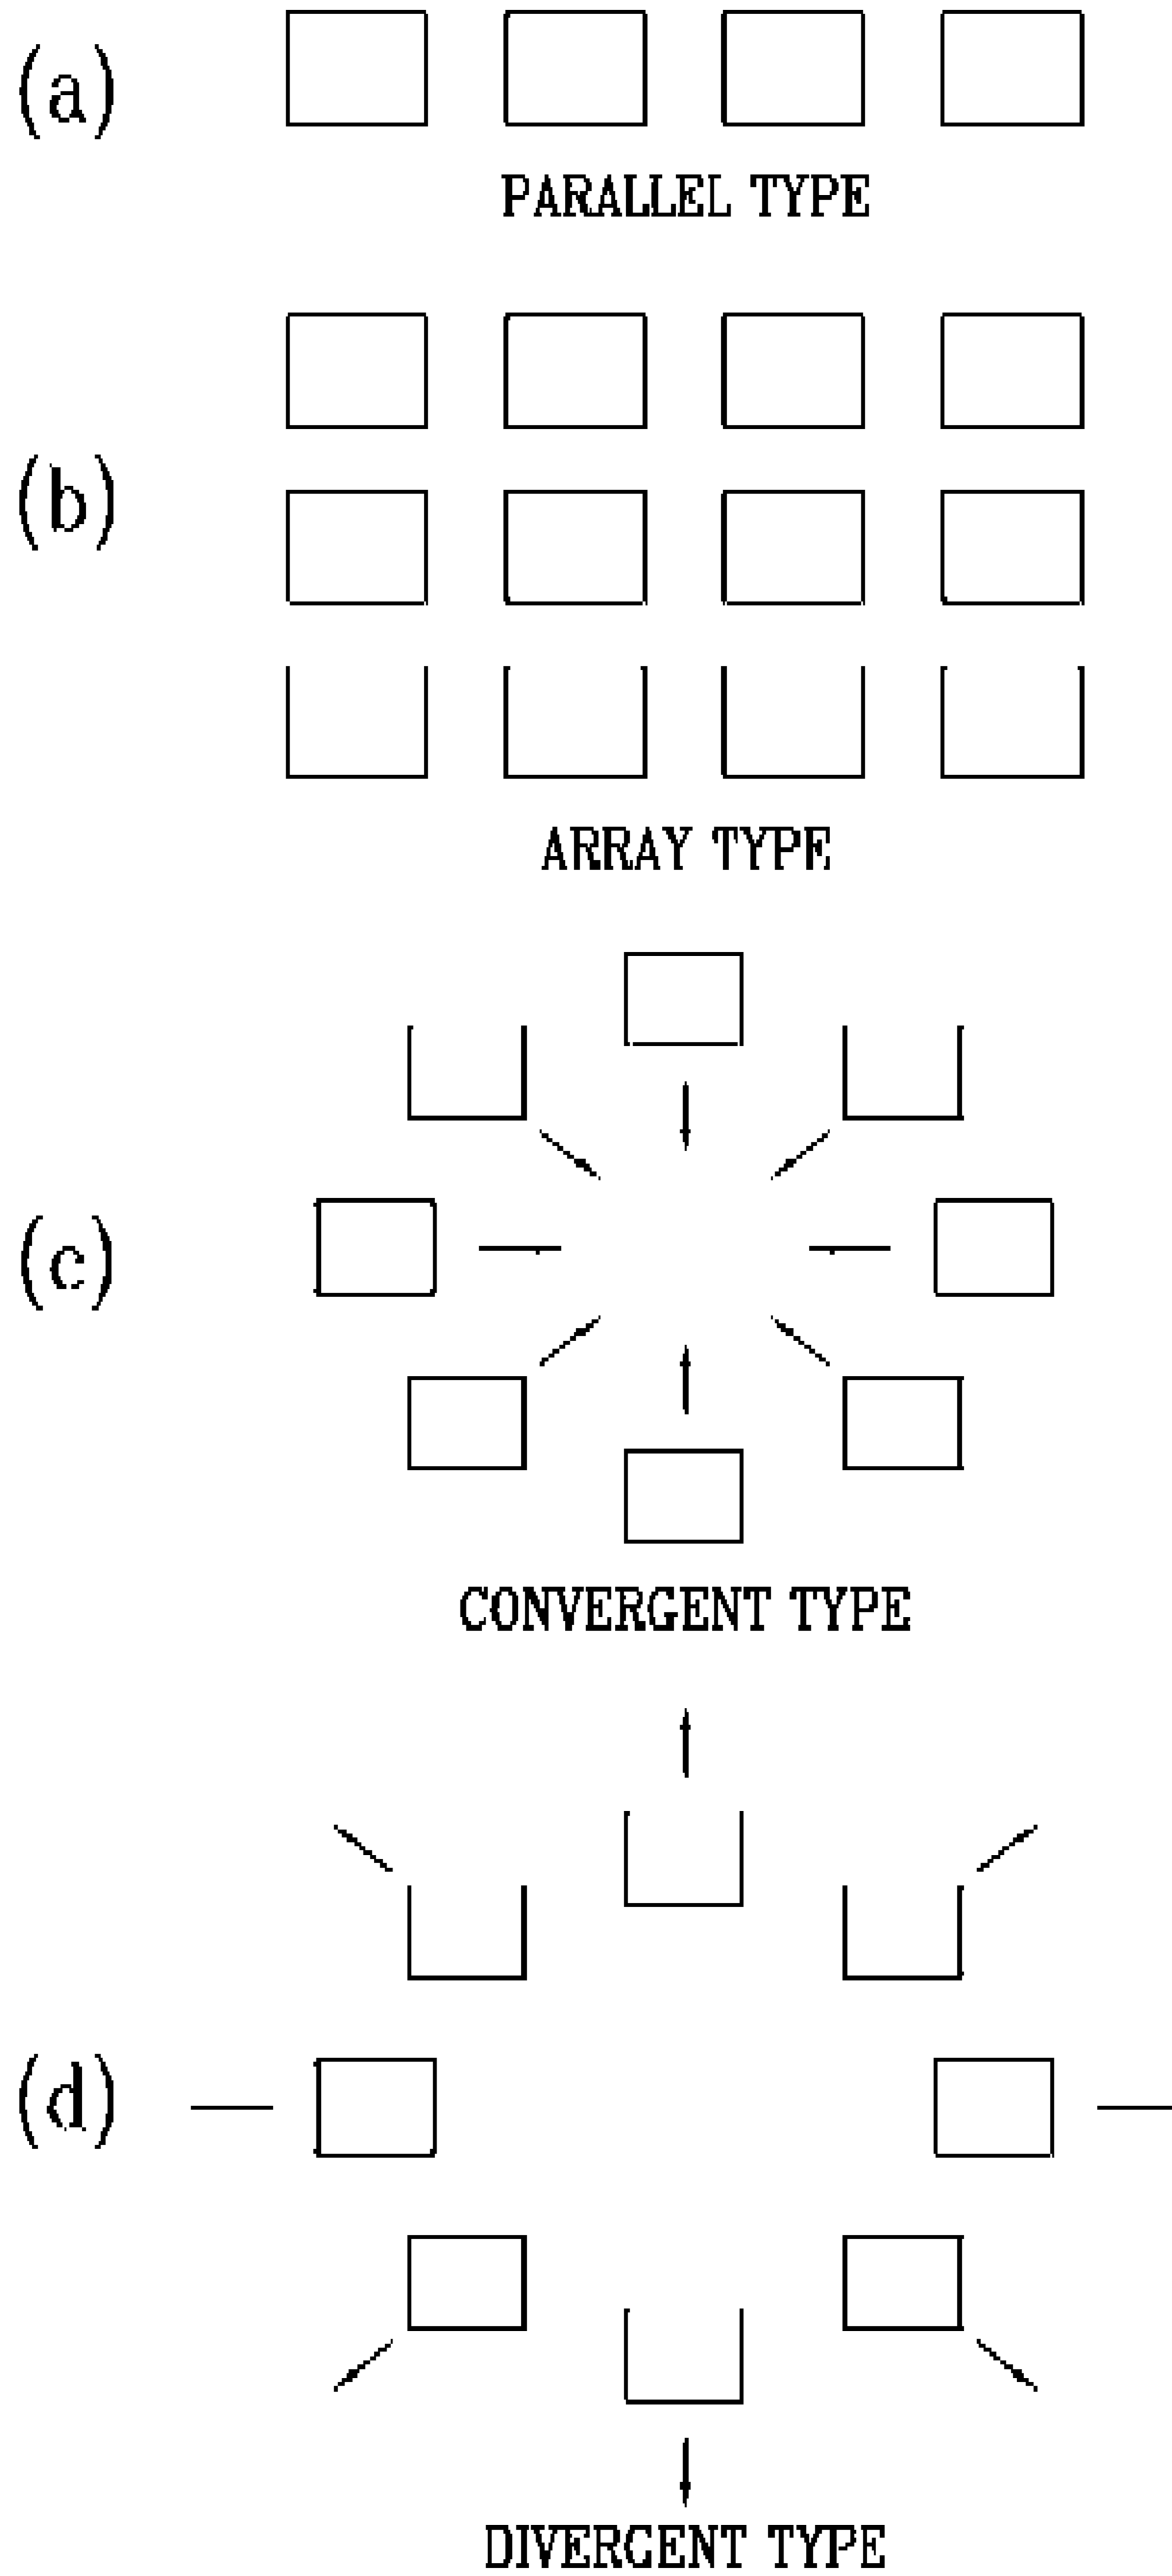 (a)
PARALLEL TYPE
(b)
ARRAY TYPE
(c)
CONVERGENT TYPE
(d)
DIVERGENT TYPE